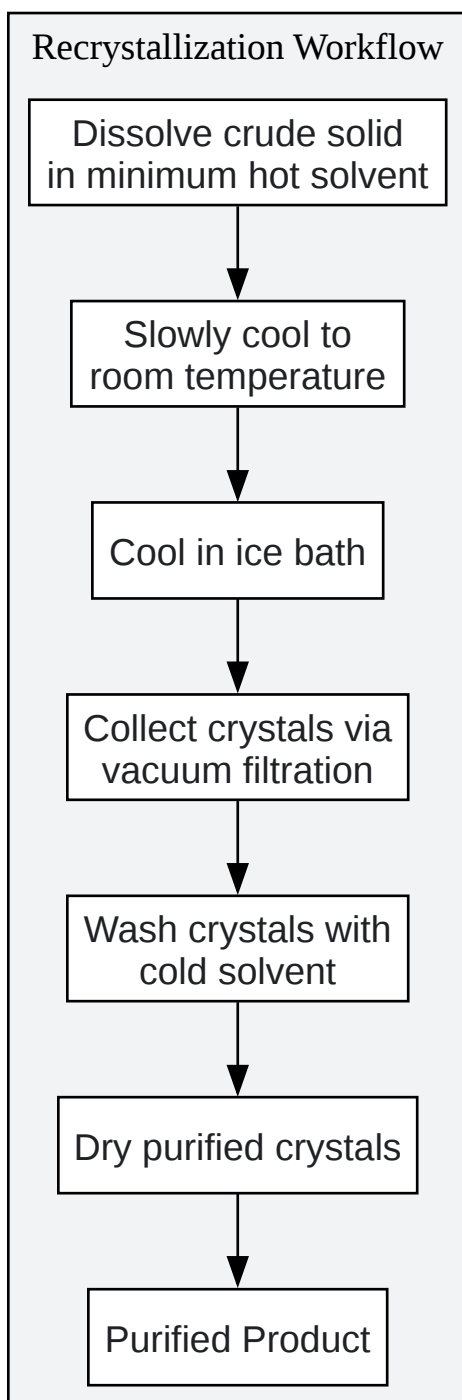 Recrystallization Workflow
Dissolve crude solid
in minimum hot solvent
Slowly cool to
room temperature
Cool in ice bath
Collect crystals via
vacuum filtration
Wash crystals with
cold solvent
Dry purified crystals
Purified Product